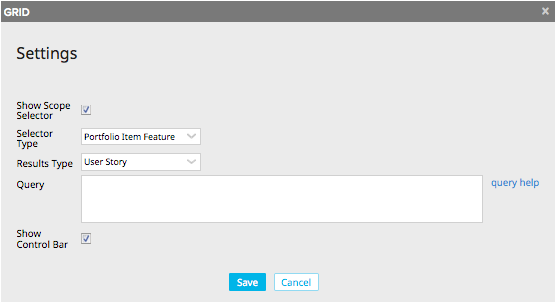 GRID
Settings
Show Scope
Selector
Selector
Type
Portfolio Item Feature
Results Type
User Story
Query
query help
Show
Control Bar
Save
Cancel